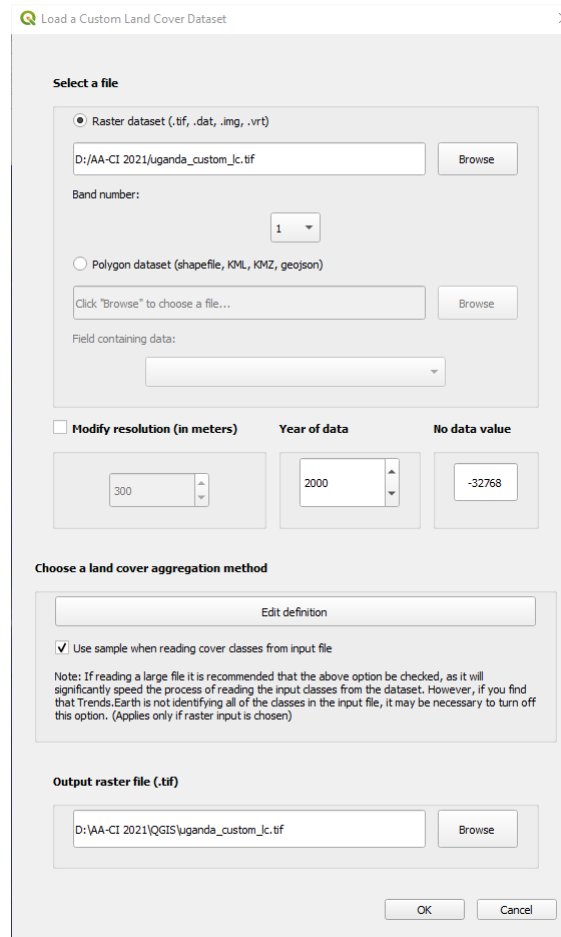 Load a Custom Land Cover Dataset
Select a file
Raster dataset (.tif, .dat, .img, .vrt)
D:/AA-CI 2021/uganda_custom_lc.tif
Browse
Band number:
1
Polygon dataset (shapefile, KML, KMZ, geojson)
Click "Browse" to choose a file...
Browse
Field containing data:
Modify resolution (in meters)
Year of data
No data value
300
2000
-32768
Choose a land cover aggregation method
Edit definition
Use sample when reading cover classes from input file
Note: If reading a large file it is recommended that the above option be checked, as it will
significantly speed the process of reading the input classes from the dataset. However, if you find
that Trends.Earth is not identifying all of the classes in the input file, it may be necessary to turn off
this option. (Applies only if raster input is chosen)
Output raster file (.tif)
D:\AA-CI 2021\QGIS\uganda_custom_lc.tif
Browse
OK
Cancel